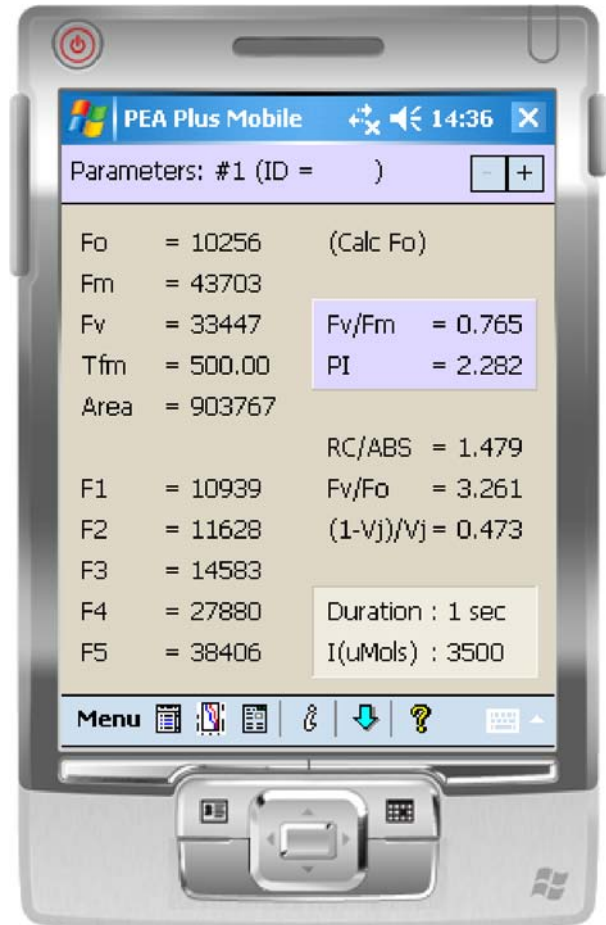 PEA Plus Mobile 14:36
Parameters: #1 (ID = )
- +
Fo = 10256 (Calc Fo)
Fm = 43703
Fv = 33447 Fv/Fm = 0.765
Tfm = 500.00 PI = 2.282
Area = 903767
RC/ABS = 1.479
F1 = 10939 Fv/Fo = 3.261
F2 = 11628 (1-Vj)/Vj = 0.473
F3 = 14583
F4 = 27880 Duration : 1 sec
F5 = 38406 I(uMols) : 3500
Menu